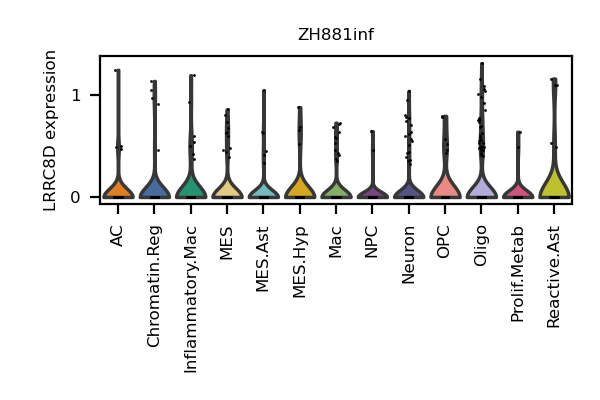 ZH881inf
LRRC8D expression
1
0
AC
Chromatin.Reg
Inflammatory.Mac
MES
MES.Ast
MES.Hyp
Mac
NPC
Neuron
OPC
Oligo
Prolif.Metab
Reactive.Ast